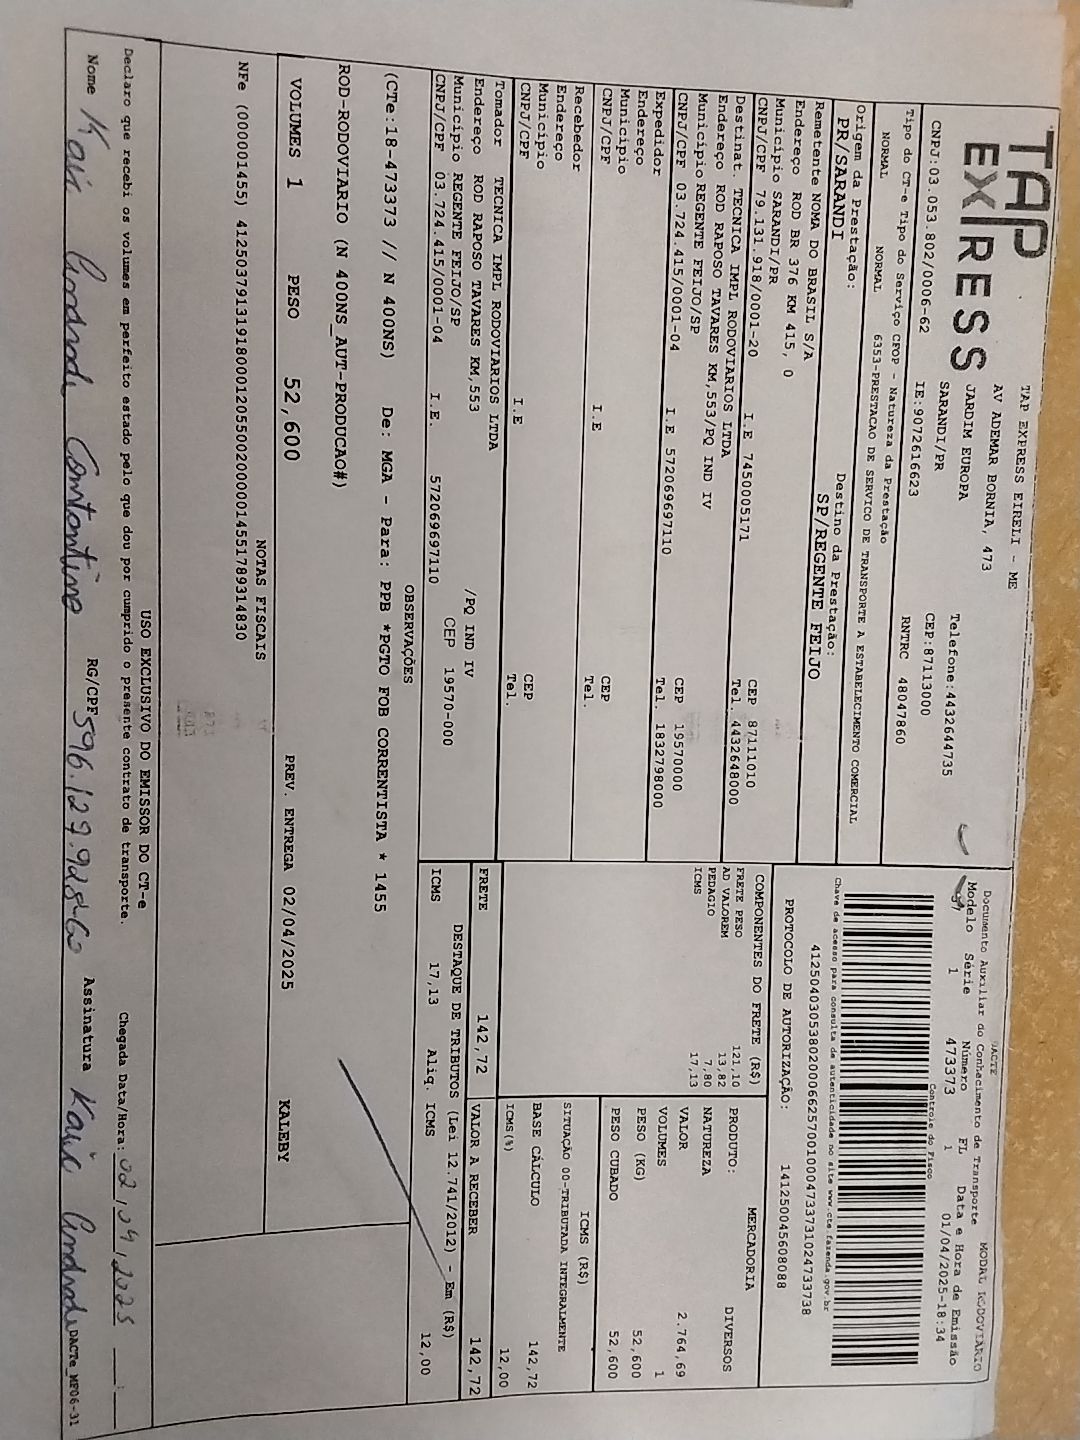 TAP
EXPRESS
TAP EXPRESS EIRELI - ME
AV ADEMAR BORNIA, 473
JARDIM EUROPA
SARANDI/PR
Telefone:4432644735
CEP:87113000
CNPJ:03.053.802/0006-62
IE:9072616623
RNTRC 48047860
DACTE
MODAL RODOVIARIO
Documento Auxiliar do Conhecimento de Transporte
Modelo Série Número FL Data e Hora de Emissão
1 473373 1 01/04/2025-18:34
Controle do Fisco
Chave de acesso para consulta de autenticidade no site www.cte.fazenda.gov.br
PROTOCOLO DE AUTORIZAÇÃO: 141250045608088
Tipo do CT-e Tipo do Serviço CFOP - Natureza da Prestação
NORMAL NORMAL 6353-PRESTACAO DE SERVICO DE TRANSPORTE A ESTABELECIMENTO COMERCIAL
Origem da Prestação: Destino da Prestação:
PR/SARANDI SP/REGENTE FEIJO
Remetente NOMA DO BRASIL S/A
Endereço ROD BR 376 KM 415, 0
Município SARANDI/PR CEP 87111010
CNPJ/CPF 79.131.918/0001-20 I.E 74500005171 Tel. 4432648000
Destinat. TECNICA IMPL RODOVIARIOS LTDA
Endereço ROD RAPOSO TAVARES KM,553/PQ IND IV
Município REGENTE FEIJO/SP CEP 19570000
CNPJ/CPF 03.724.415/0001-04 I.E 572069697110 Tel. 1832798000
Expedidor
Endereço
Município CEP
CNPJ/CPF I.E Tel.
Recebedor
Endereço
Município CEP
CNPJ/CPF I.E Tel.
Tomador TECNICA IMPL RODOVIARIOS LTDA
Endereço ROD RAPOSO TAVARES KM,553 /PQ IND IV
Município REGENTE FEIJO/SP CEP 19570-000
CNPJ/CPF 03.724.415/0001-04 I.E. 572069697110
COMPONENTES DO FRETE (R$)
FRETE PESO 121,10
AD VALOREM 13,82
PEDAGIO 7,80
ICMS 17,13
PRODUTO: MERCADORIA
NATUREZA DIVERSOS
VALOR 2.764,69
VOLUMES 1
PESO (KG) 52,600
PESO CUBADO 52,600
ICMS (R$)
SITUAÇÃO 00-TRIBUTADA INTEGRALMENTE
BASE CÁLCULO 142,72
ICMS(%) 12,00
FRETE 142,72 VALOR A RECEBER 142,72
DESTAQUE DE TRIBUTOS (Lei 12.741/2012) - Em (R$)
ICMS 17,13 Aliq. ICMS 12,00
OBSERVAÇÕES
(CTe:18-473373 // N 400NS) De: MGA - Para: PPB *PGTO FOB CORRENTISTA * 1455
ROD-RODOVIARIO (N 400NS_AUT-PRODUCAO#)
VOLUMES 1 PESO 52,600 PREV. ENTREGA 02/04/2025 KALEBY
NOTAS FISCAIS
USO EXCLUSIVO DO EMISSOR DO CT-e
Declaro que recebi os volumes em perfeito estado pelo que dou por cumprido o presente contrato de transporte. Chegada Data/Hora: 02/04/2025 __:__
Nome Kaio Andrade Constantino RG/CPF Assinatura Kaio Andrade
DACTe_MF06-31